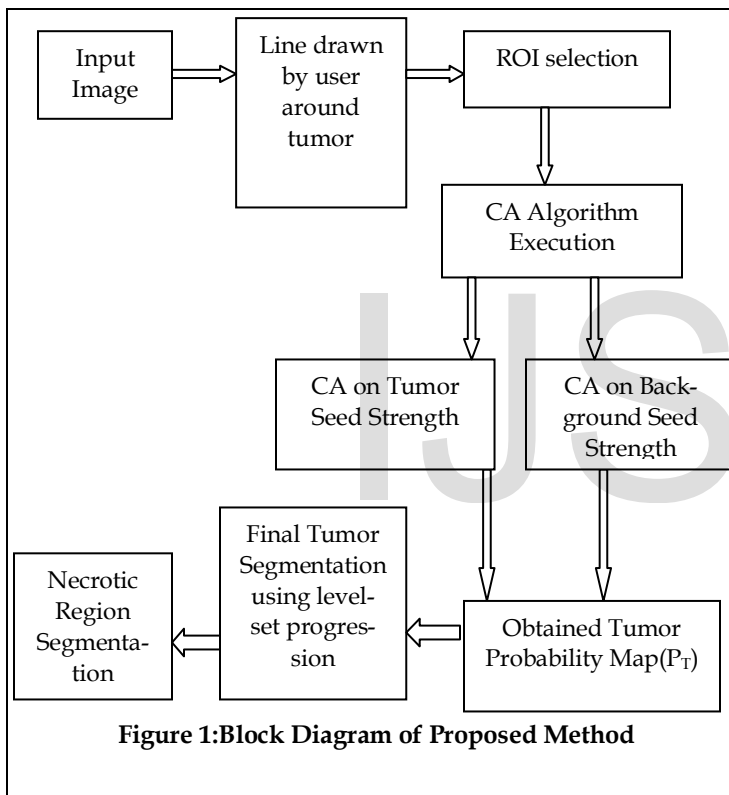 Input
Image
Line drawn
by user
around
tumor
ROI selection
CA Algorithm
Execution
CA on Tumor
Seed Strength
CA on Back-
ground Seed
Strength
Final Tumor
Segmentation
using level-
set progres-
sion
Necrotic
Region
Segmenta-
tion
Obtained Tumor
Probability Map(PT)
Figure 1:Block Diagram of Proposed Method
IJS